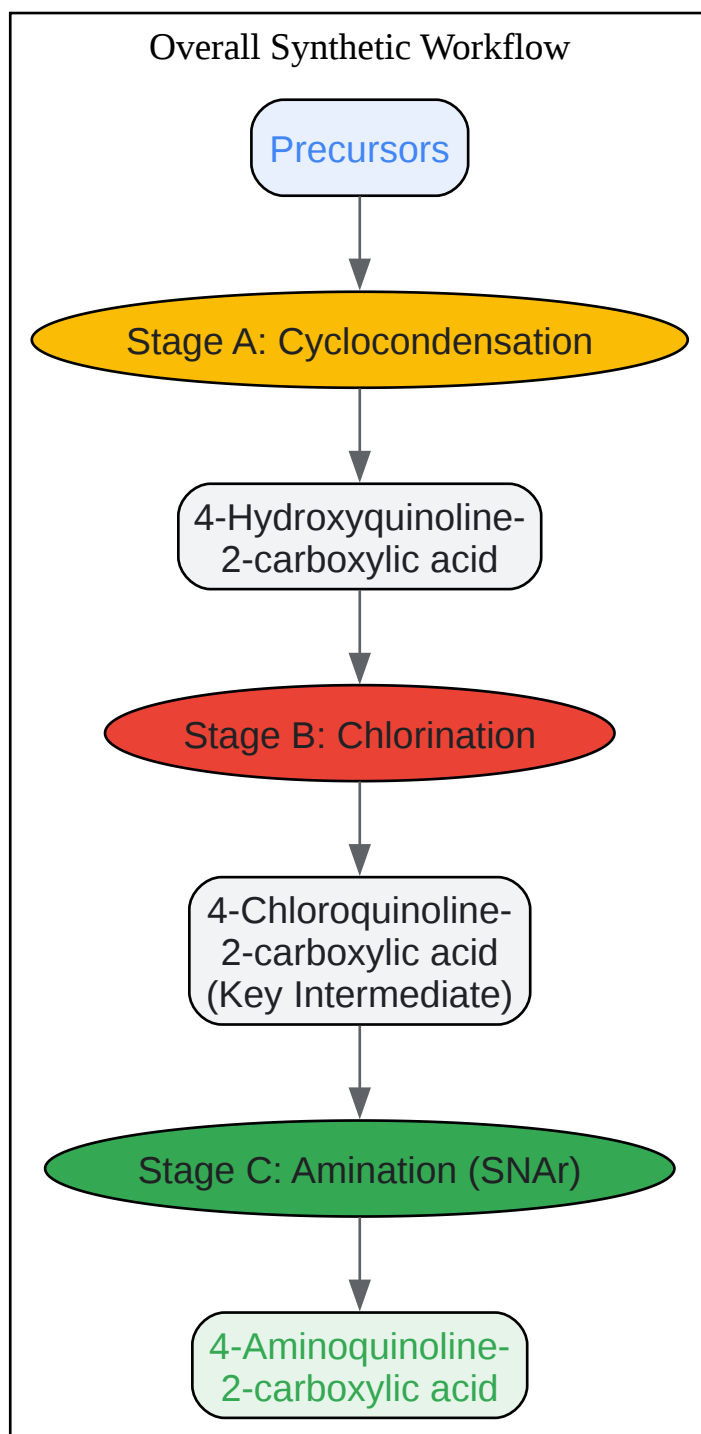 Overall Synthetic Workflow
Precursors
Stage A: Cyclocondensation
4-Hydroxyquinoline-
2-carboxylic acid
Stage B: Chlorination
4-Chloroquinoline-
2-carboxylic acid
(Key Intermediate)
Stage C: Amination (SNAr)
4-Aminoquinoline-
2-carboxylic acid